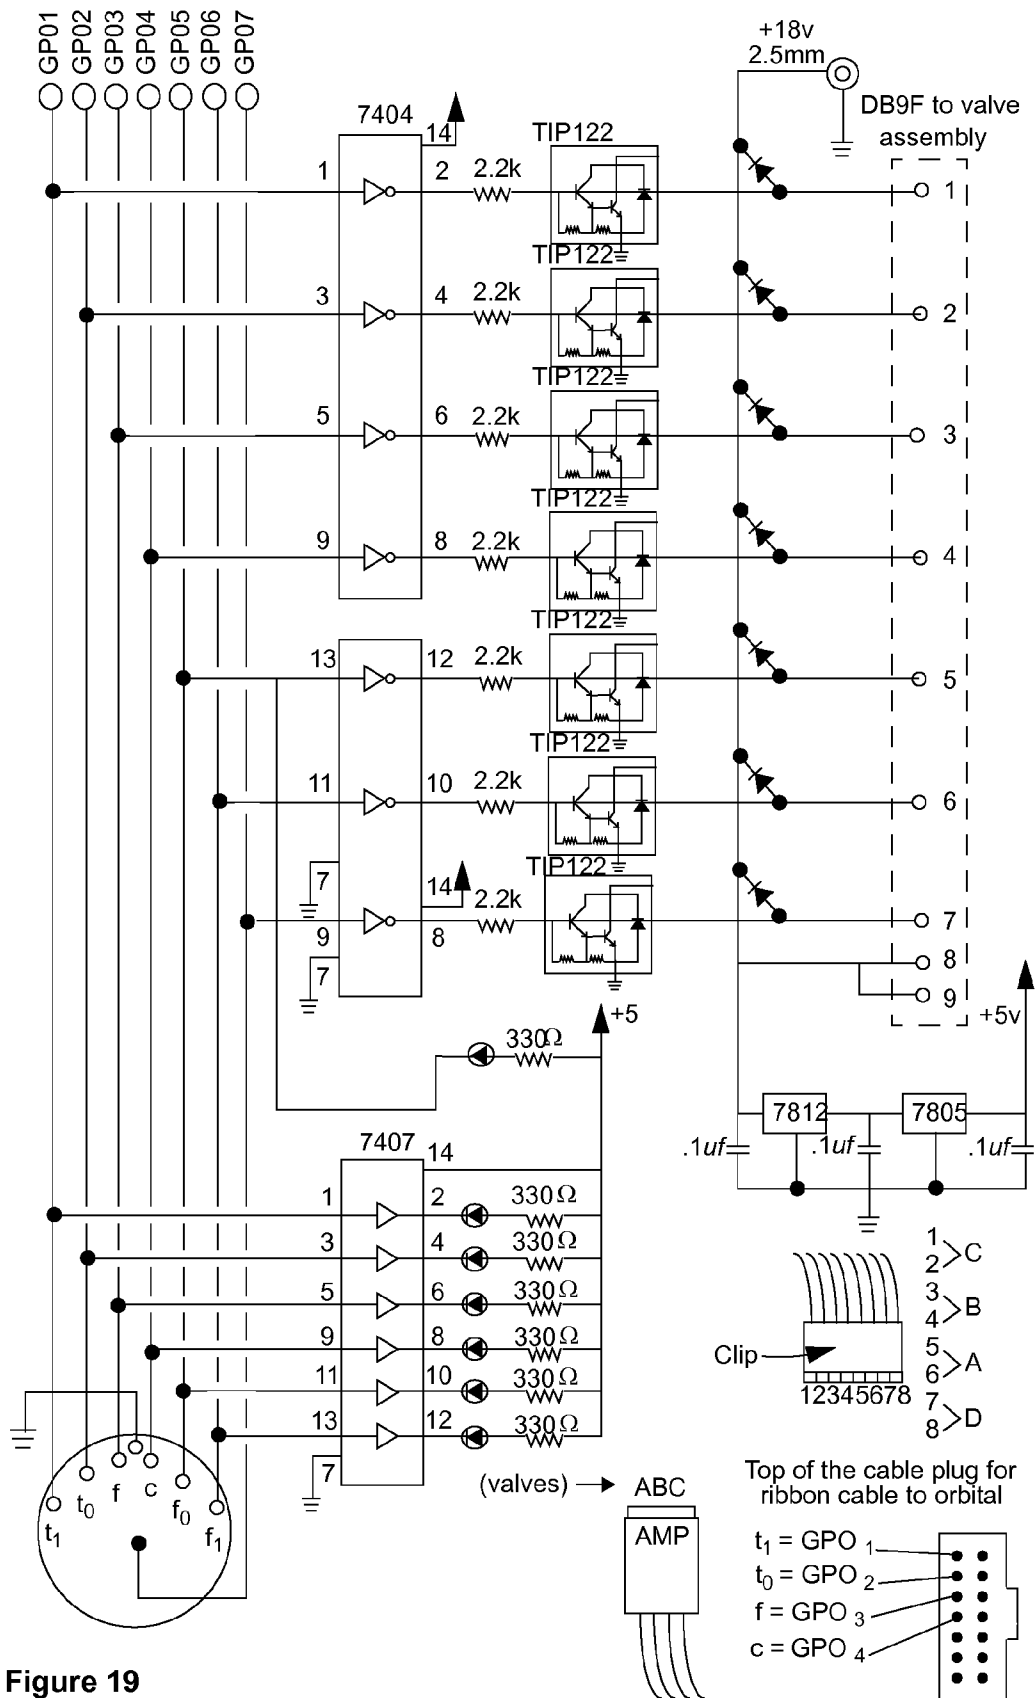 GP01 GP02 GP03 GP04 GP05 GP06 GP07
+18v
2.5mm
DB9F to valve
assembly
7404
14
TIP122
1 2 2.2k 1
TIP122
3 4 2.2k 2
TIP122
5 6 2.2k 3
TIP122
9 8 2.2k 4
TIP122
13 12 2.2k 5
TIP122
11 10 2.2k 6
TIP122
7 14 2.2k 7
9 8 8
7 9
+5 +5v
330Ω
7812 7805
.1uf .1uf .1uf
7407
14
1 2 330Ω
3 4 330Ω
5 6 330Ω
9 8 330Ω
11 10 330Ω
13 12 330Ω
7
1
2 C
3
4 B
5
6 A
7
8 D
Clip
12345678
t1 t0 f c f0 f1
(valves) ABC
AMP
Top of the cable plug for
ribbon cable to orbital
t1 = GPO 1
t0 = GPO 2
f = GPO 3
c = GPO 4
Figure 19